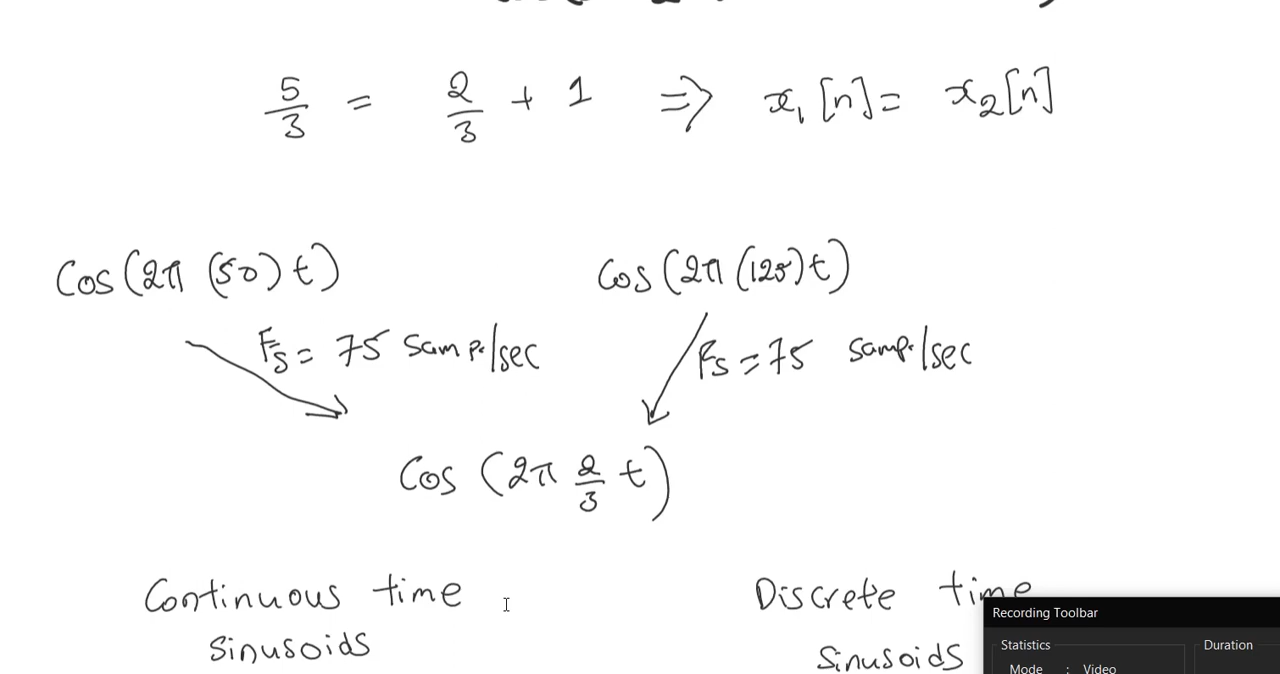 5/3 = 2/3 + 1 ⇒ x₁[n] = x₂[n]
Cos(2π (50) t) Cos(2π (125) t)
Fs = 75 samp./sec Fs = 75 samp./sec
Cos (2π 2/3 t)
Continuous time Discrete time
sinusoids sinusoids
Recording Toolbar
Statistics Duration
Mode : Video